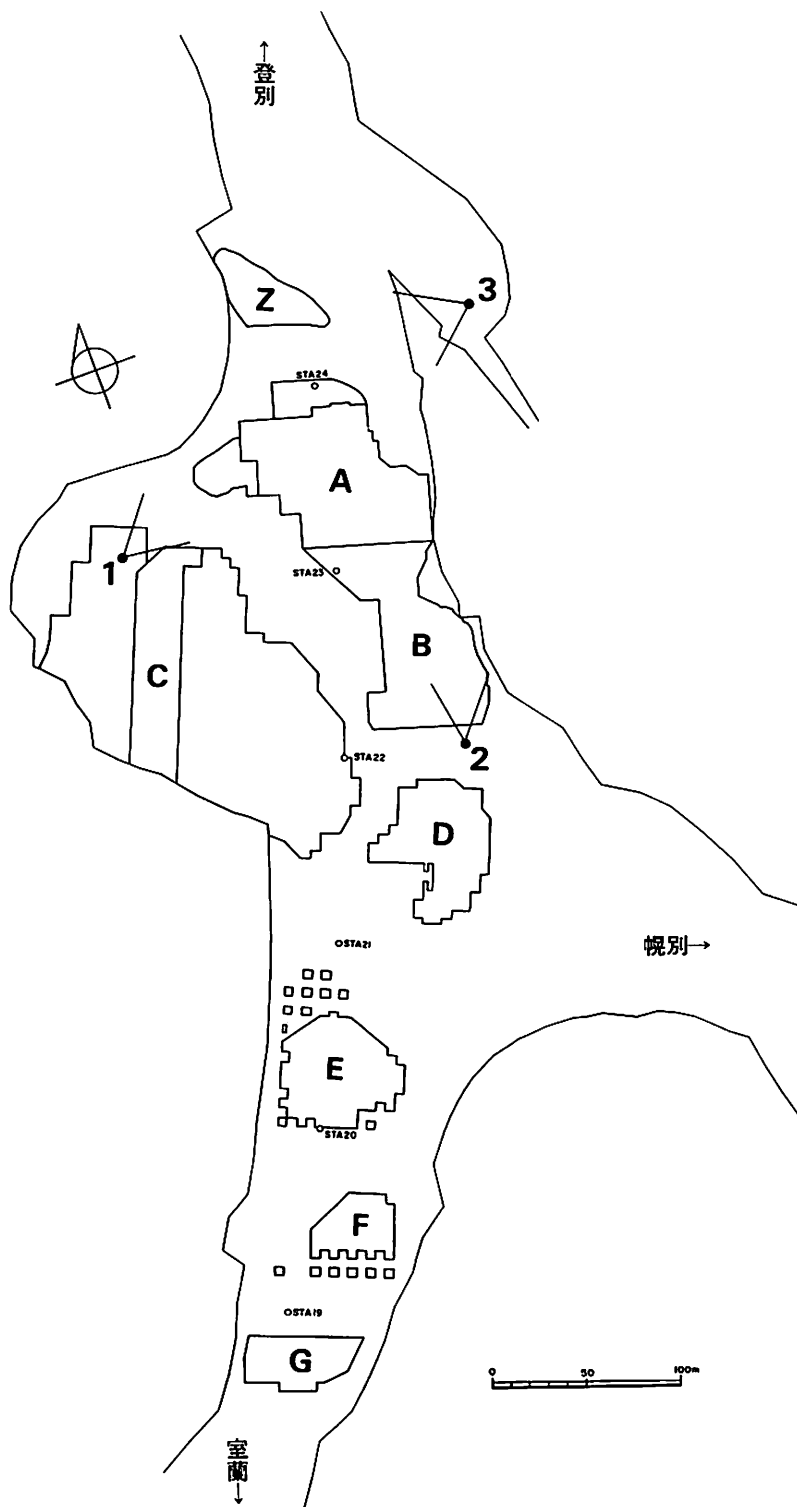 ↑登別
Z
3
STA24
A
1
STA23
B
C
STA22
2
D
STA21
幌別→
E
STA20
F
STA19
G
0 50 100m
室蘭↓